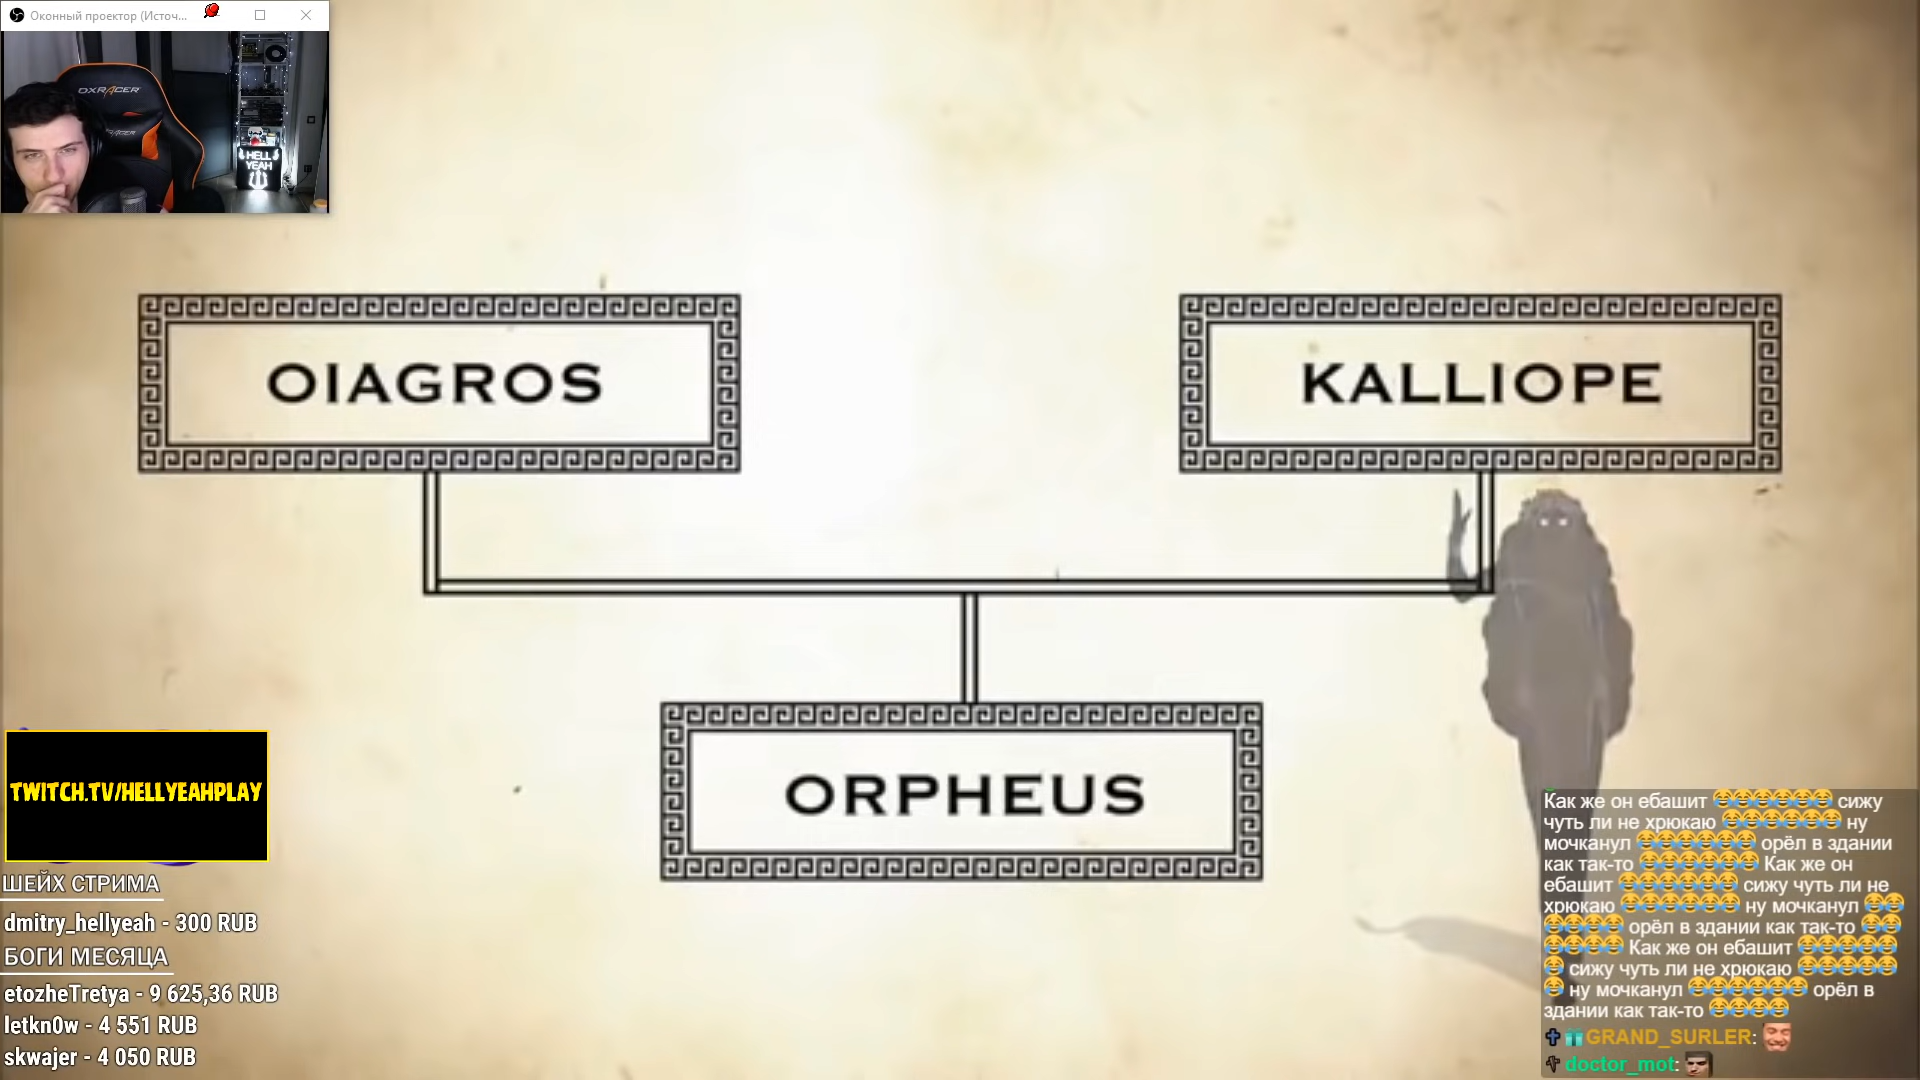 Оконный проектор (Источ...
DXRACER
RACER
HELL
YEAH
OIAGROS
KALLIOPE
ORPHEUS
TWITCH.TV/HELLYEAHPLAY
ШЕЙХ СТРИМА
dmitry_hellyeah - 300 RUB
БОГИ МЕСЯЦА
etozheTretya - 9 625,36 RUB
letkn0w - 4 551 RUB
skwajer - 4 050 RUB
Как же он ебашит 😂😂😂😂😂😂 сижу
чуть ли не хрюкаю 😂😂😂😂😂😂 ну
мочканул 😂😂😂😂😂😂 орёл в здании
как так-то 😂😂😂😂😂😂 Как же он
ебашит 😂😂😂😂😂😂 сижу чуть ли не
хрюкаю 😂😂😂😂😂😂 ну мочканул 😂😂
😂😂😂😂 орёл в здании как так-то 😂😂
😂😂😂😂 Как же он ебашит 😂😂😂😂😂
😂 сижу чуть ли не хрюкаю 😂😂😂😂😂
😂 ну мочканул 😂😂😂😂😂😂 орёл в
здании как так-то 😂😂😂😂
GRAND_SURLER:
doctor_mot: